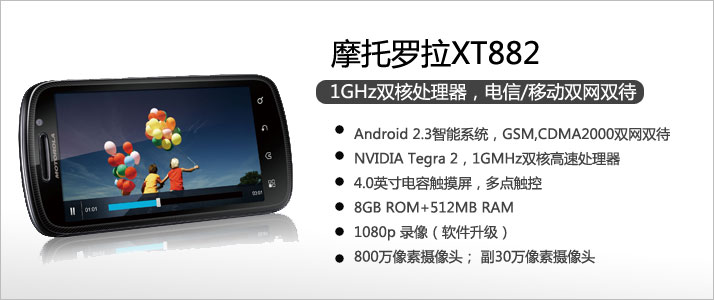 摩托罗拉XT882
1GHz双核处理器，电信/移动双网双待
Android 2.3智能系统，GSM,CDMA2000双网双待
NVIDIA Tegra 2，1GMHz双核高速处理器
4.0英寸电容触摸屏，多点触控
8GB ROM+512MB RAM
1080p 录像（软件升级）
800万像素摄像头； 副30万像素摄像头
01:01